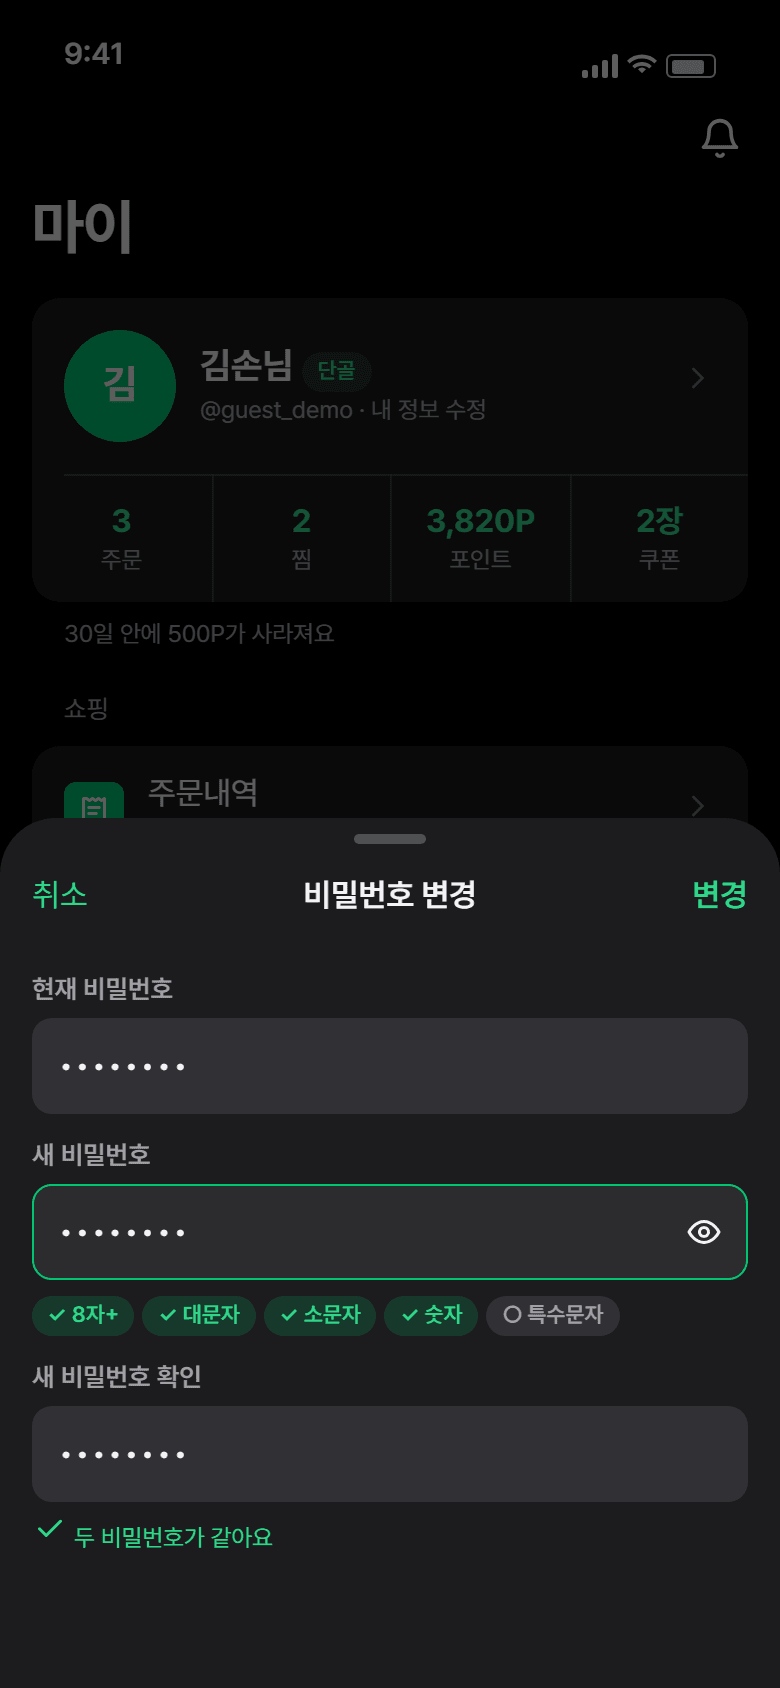 9:41
마이
김
김손님 단골
@guest_demo · 내 정보 수정
3 2 3,820P 2장
주문 찜 포인트 쿠폰
30일 안에 500P가 사라져요
쇼핑
주문내역
취소 비밀번호 변경 변경
현재 비밀번호
••••••••
새 비밀번호
••••••••
8자+ 대문자 소문자 숫자 특수문자
새 비밀번호 확인
••••••••
두 비밀번호가 같아요